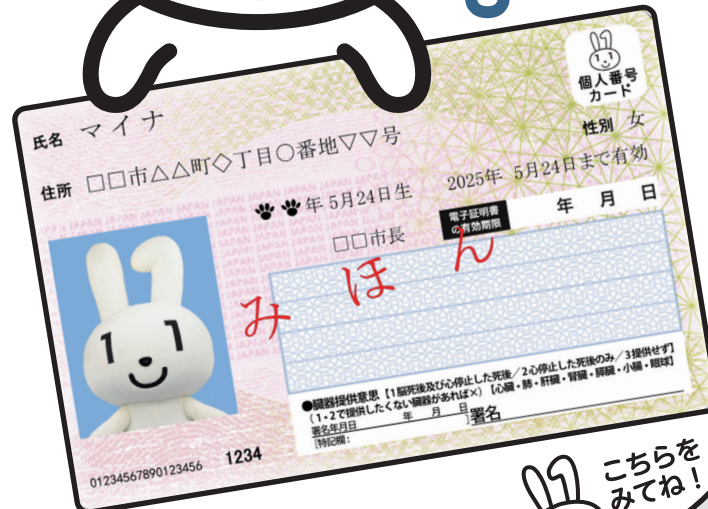 個人番号
カード
氏名 マイナ
性別 女
住所 □□市△△町◇丁目○番地▽▽号
年 5月24日生
2025年 5月24日まで有効
□□市長
電子証明書
の有効期限
年 月 日
みほん
●臓器提供意思【1脳死後及び心停止した死後/2心停止した死後のみ/3提供せず】
(1・2で提供したくない臓器があれば×)【心臓・肺・肝臓・腎臓・膵臓・小腸・眼球】
署名年月日 年 月 日
[特記欄: ]署名
01234567890123456 1234
こちらを
みてね!